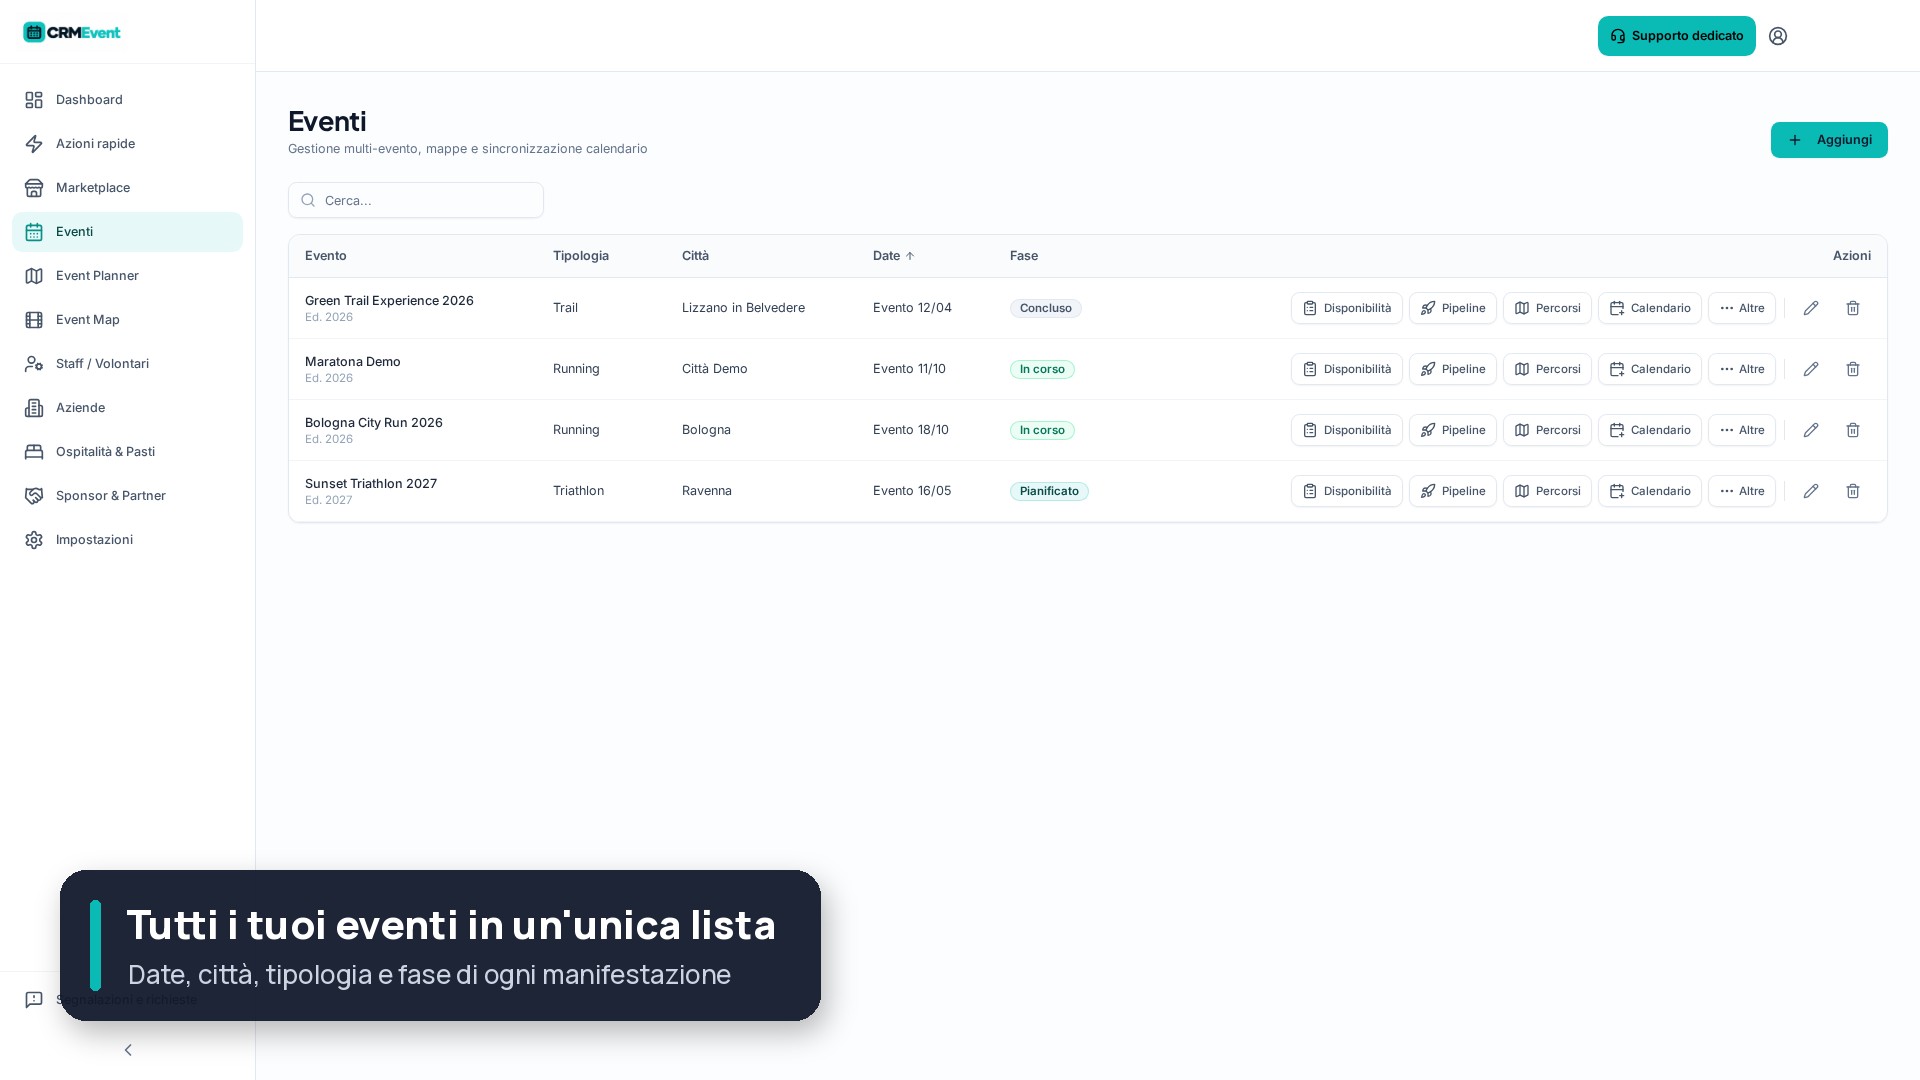 CRMEvent
Supporto dedicato
Dashboard
Azioni rapide
Marketplace
Eventi
Event Planner
Event Map
Staff / Volontari
Aziende
Ospitalità & Pasti
Sponsor & Partner
Impostazioni
Eventi
Gestione multi-evento, mappe e sincronizzazione calendario
Aggiungi
Cerca...
Evento Tipologia Città Date Fase Azioni
Green Trail Experience 2026 Trail Lizzano in Belvedere Evento 12/04 Concluso Disponibilità Pipeline Percorsi Calendario Altre
Ed. 2026
Maratona Demo Running Città Demo Evento 11/10 In corso Disponibilità Pipeline Percorsi Calendario Altre
Ed. 2026
Bologna City Run 2026 Running Bologna Evento 18/10 In corso Disponibilità Pipeline Percorsi Calendario Altre
Ed. 2026
Sunset Triathlon 2027 Triathlon Ravenna Evento 16/05 Pianificato Disponibilità Pipeline Percorsi Calendario Altre
Ed. 2027
Tutti i tuoi eventi in un'unica lista
Date, città, tipologia e fase di ogni manifestazione
Segnalazioni e richieste